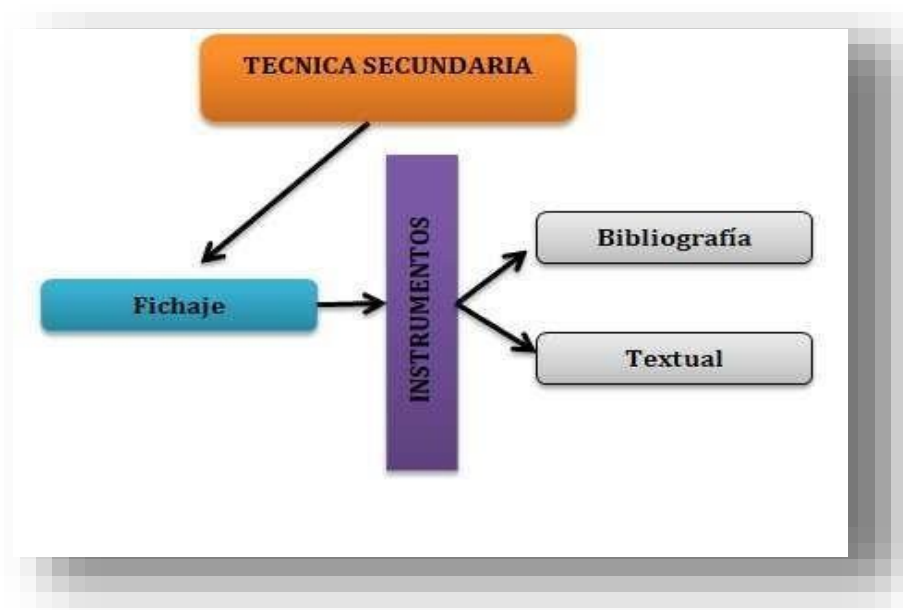 TECNICA SECUNDARIA
Fichaje
INSTRUMENTOS
Bibliografía
Textual